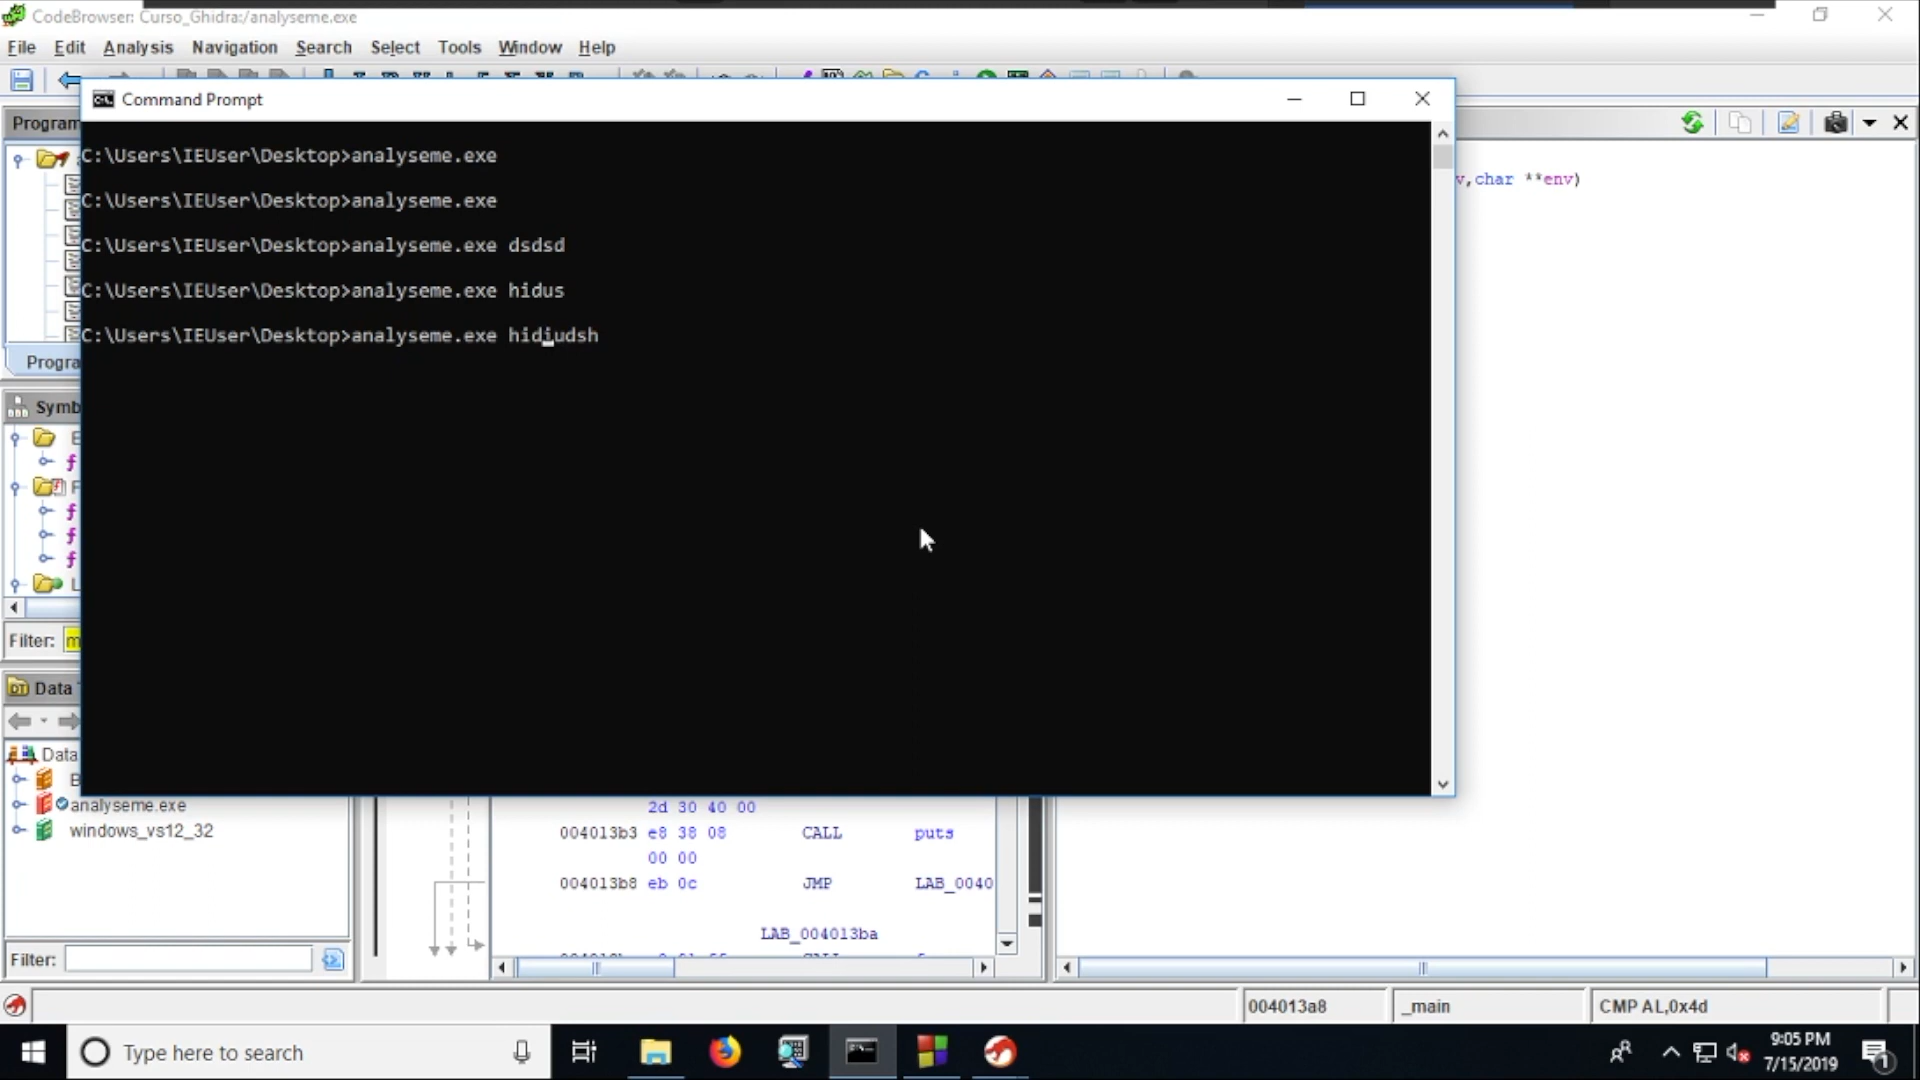 CodeBrowser: Curso_Ghidra:/analyseme.exe
File Edit Analysis Navigation Search Select Tools Window Help
Command Prompt
Program
C:\Users\IEUser\Desktop>analyseme.exe
v,char **env)
C:\Users\IEUser\Desktop>analyseme.exe
C:\Users\IEUser\Desktop>analyseme.exe dsdsd
C:\Users\IEUser\Desktop>analyseme.exe hidus
C:\Users\IEUser\Desktop>analyseme.exe hidiudsh
Progra
Symb
E
F
L
Filter: m
Data T
Data
B
analyseme.exe
windows_vs12_32
2d 30 40 00
004013b3 e8 38 08 CALL puts
00 00
004013b8 eb 0c JMP LAB_0040
LAB_004013ba
Filter:
004013a8 _main CMP AL,0x4d
Type here to search
9:05 PM
7/15/2019
1